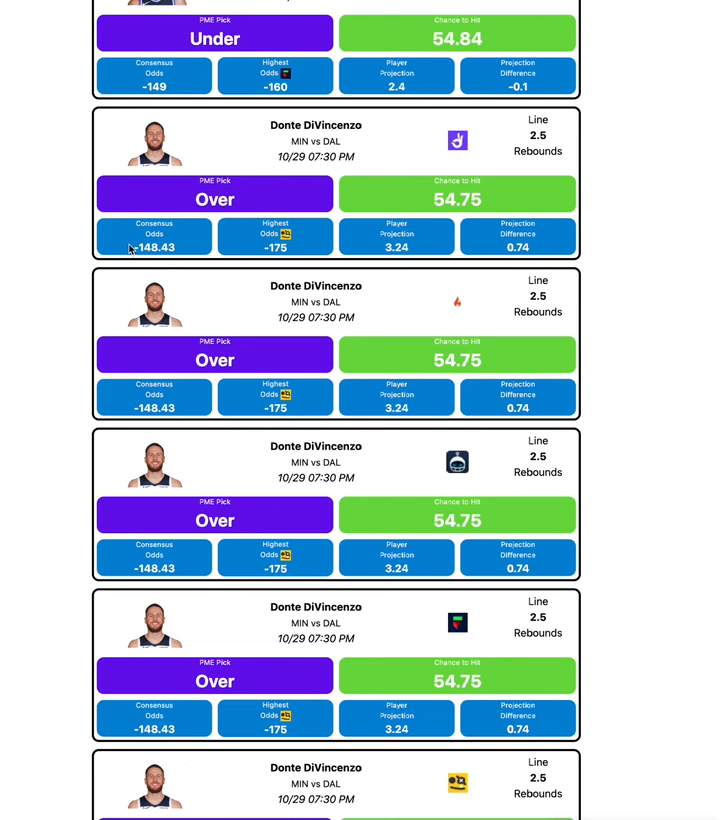 PME Pick
Chance to Hit
Under
54.84
Consensus
Odds
-149
Highest
Odds
-160
Player
Projection
2.4
Projection
Difference
-0.1
Donte DiVincenzo
MIN vs DAL
10/29 07:30 PM
Line
2.5
Rebounds
PME Pick
Over
Chance to Hit
54.75
Consensus
Odds
-148.43
Highest
Odds
-175
Player
Projection
3.24
Projection
Difference
0.74
Donte DiVincenzo
MIN vs DAL
10/29 07:30 PM
Line
2.5
Rebounds
PME Pick
Over
Chance to Hit
54.75
Consensus
Odds
-148.43
Highest
Odds
-175
Player
Projection
3.24
Projection
Difference
0.74
Donte DiVincenzo
MIN vs DAL
10/29 07:30 PM
Line
2.5
Rebounds
PME Pick
Over
Chance to Hit
54.75
Consensus
Odds
-148.43
Highest
Odds
-175
Player
Projection
3.24
Projection
Difference
0.74
Donte DiVincenzo
MIN vs DAL
10/29 07:30 PM
Line
2.5
Rebounds
PME Pick
Over
Chance to Hit
54.75
Consensus
Odds
-148.43
Highest
Odds
-175
Player
Projection
3.24
Projection
Difference
0.74
Donte DiVincenzo
MIN vs DAL
10/29 07:30 PM
Line
2.5
Rebounds